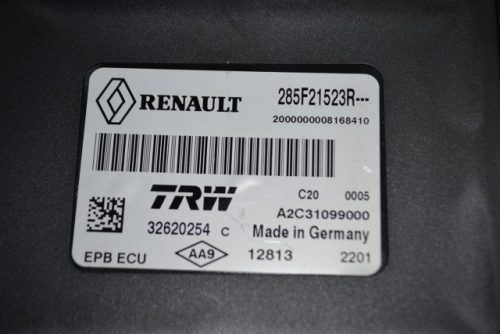 RENAULT 285F21523R---
2000000008168410
TRW C20 0005
A2C31099000
32620254 C Made in Germany
EPB ECU AA9 12813 2201